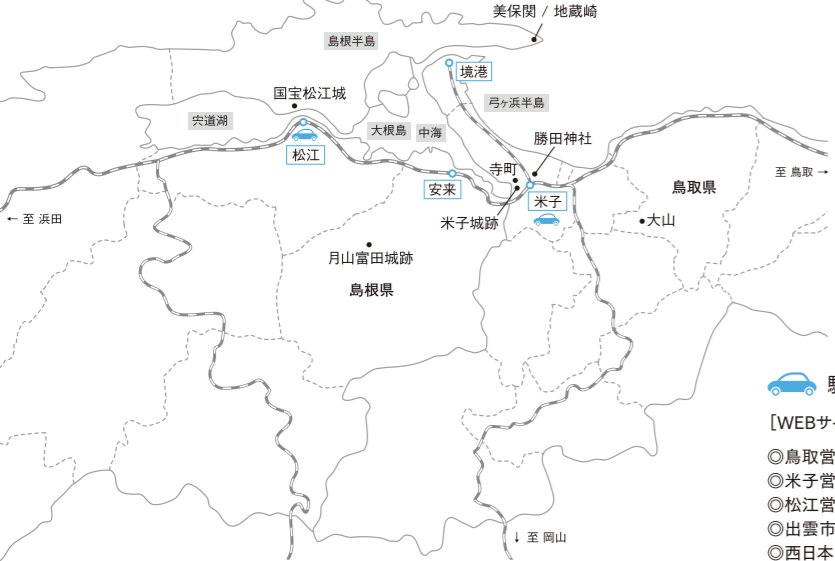 美保関 / 地蔵崎
島根半島
境港
国宝松江城
弓ヶ浜半島
宍道湖
大根島
中海
勝田神社
松江
寺町
至 鳥取 →
安来
鳥取県
米子
← 至 浜田
米子城跡
大山
月山富田城跡
島根県
[WEBサ
◎鳥取営
◎米子営
◎松江営
◎出雲市
◎西日本
↓ 至 岡山